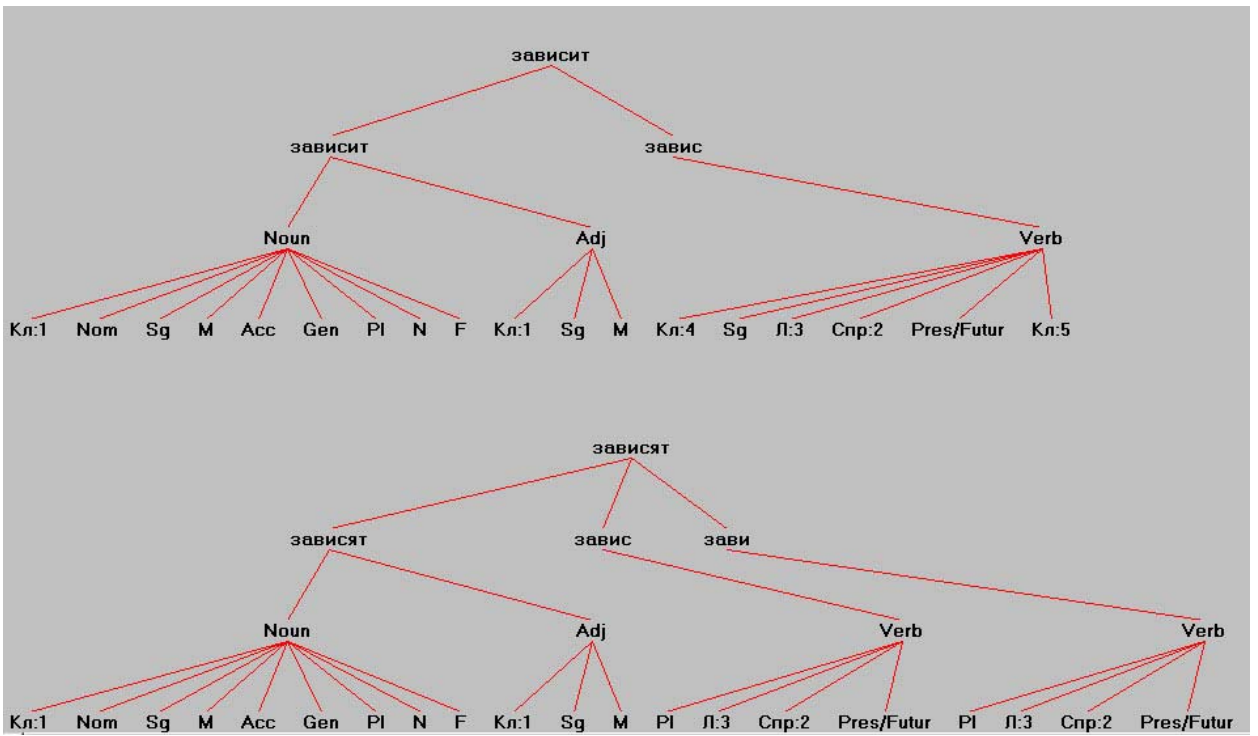 зависит
зависит завис
Noun Adj Verb
Кл:1 Nom Sg M Acc Gen Pl N F Кл:1 Sg M Кл:4 Sg Л:3 Спр:2 Pres/Futur Кл:5
зависят
зависят завис зави
Noun Adj Verb Verb
Кл:1 Nom Sg M Acc Gen Pl N F Кл:1 Sg M Pl Л:3 Спр:2 Pres/Futur Pl Л:3 Спр:2 Pres/Futur